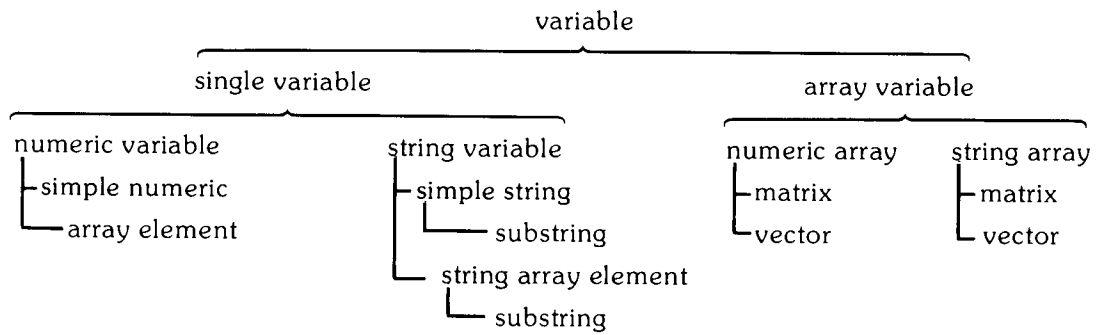 variable
single variable array variable
numeric variable string variable numeric array string array
simple numeric simple string matrix matrix
array element substring vector vector
string array element
substring